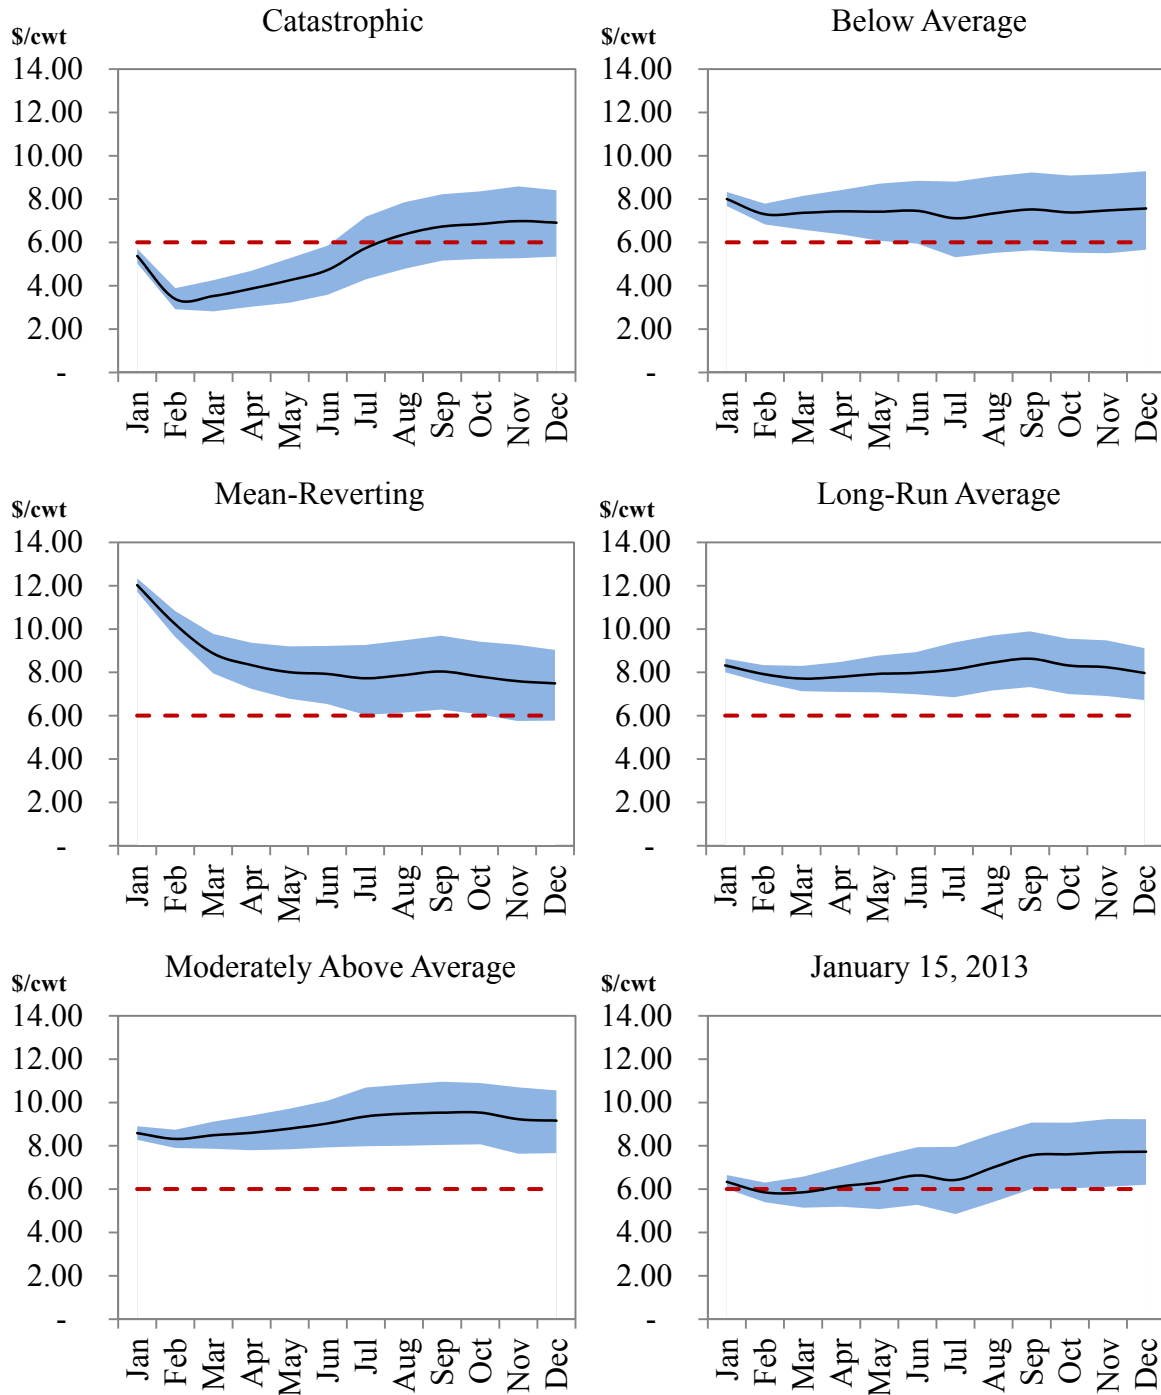 Catastrophic
$/cwt
14.00
12.00
10.00
8.00
6.00
4.00
2.00
-
Jan Feb Mar Apr May Jun Jul Aug Sep Oct Nov Dec
Below Average
$/cwt
14.00
12.00
10.00
8.00
6.00
4.00
2.00
-
Jan Feb Mar Apr May Jun Jul Aug Sep Oct Nov Dec
Mean-Reverting
$/cwt
14.00
12.00
10.00
8.00
6.00
4.00
2.00
-
Jan Feb Mar Apr May Jun Jul Aug Sep Oct Nov Dec
Long-Run Average
$/cwt
14.00
12.00
10.00
8.00
6.00
4.00
2.00
-
Jan Feb Mar Apr May Jun Jul Aug Sep Oct Nov Dec
Moderately Above Average
$/cwt
14.00
12.00
10.00
8.00
6.00
4.00
2.00
-
Jan Feb Mar Apr May Jun Jul Aug Sep Oct Nov Dec
January 15, 2013
$/cwt
14.00
12.00
10.00
8.00
6.00
4.00
2.00
-
Jan Feb Mar Apr May Jun Jul Aug Sep Oct Nov Dec